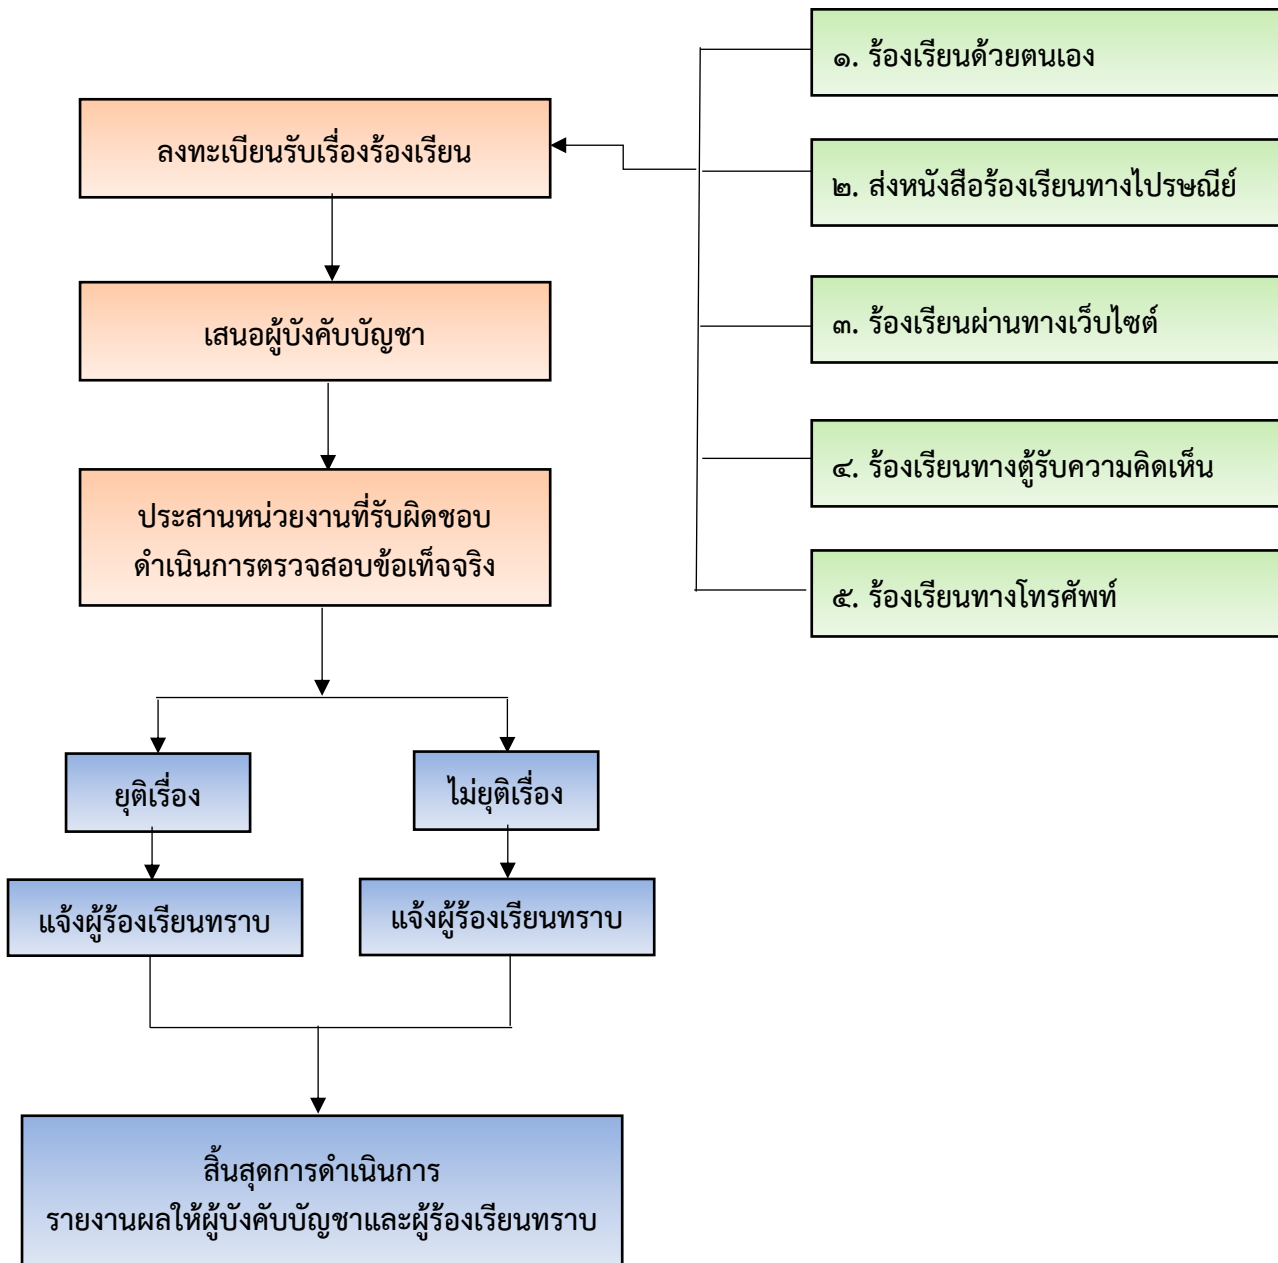 ๑. ร้องเรียนด้วยตนเอง
ลงทะเบียนรับเรื่องร้องเรียน
๒. ส่งหนังสือร้องเรียนทางไปรษณีย์
เสนอผู้บังคับบัญชา
๓. ร้องเรียนผ่านทางเว็บไซต์
๔. ร้องเรียนทางตู้รับความคิดเห็น
ประสานหน่วยงานที่รับผิดชอบ
ดำเนินการตรวจสอบข้อเท็จจริง
๕. ร้องเรียนทางโทรศัพท์
ยุติเรื่อง
ไม่ยุติเรื่อง
แจ้งผู้ร้องเรียนทราบ
แจ้งผู้ร้องเรียนทราบ
สิ้นสุดการดำเนินการ
รายงานผลให้ผู้บังคับบัญชาและผู้ร้องเรียนทราบ